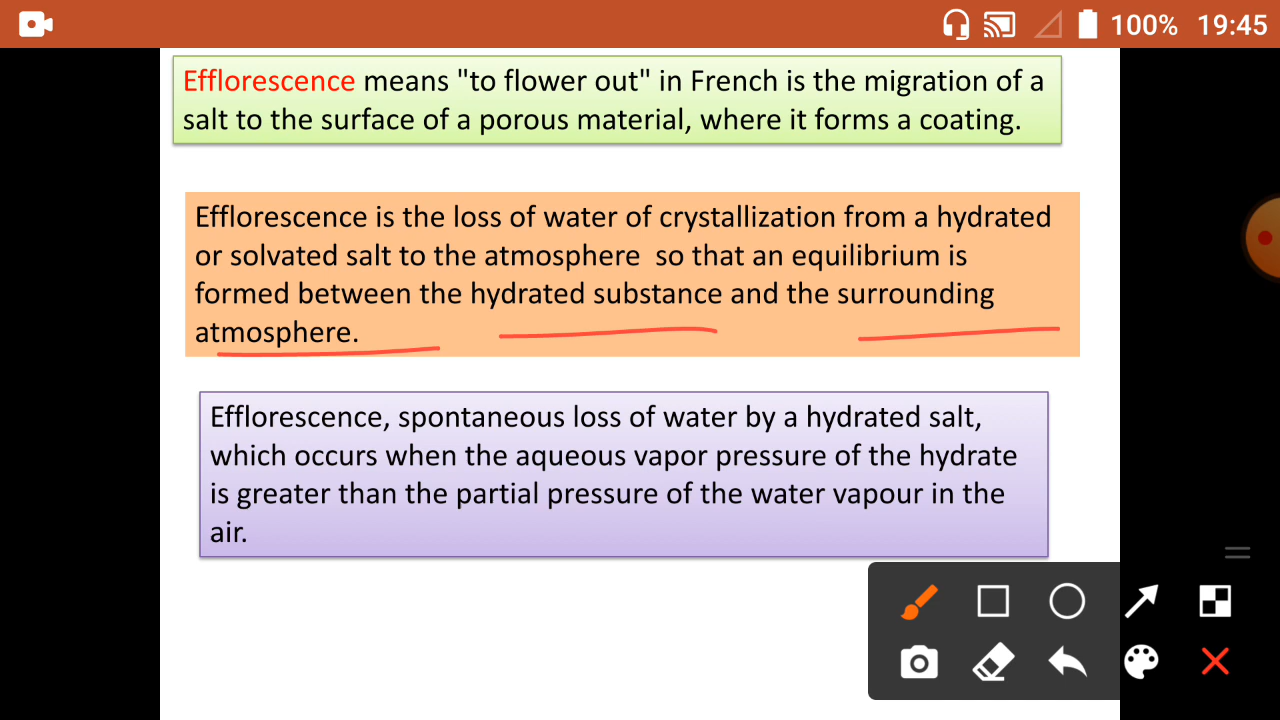 100% 19:45
Efflorescence means "to flower out" in French is the migration of a
salt to the surface of a porous material, where it forms a coating.
Efflorescence is the loss of water of crystallization from a hydrated
or solvated salt to the atmosphere  so that an equilibrium is
formed between the hydrated substance and the surrounding
atmosphere.
Efflorescence, spontaneous loss of water by a hydrated salt,
which occurs when the aqueous vapor pressure of the hydrate
is greater than the partial pressure of the water vapour in the
air.